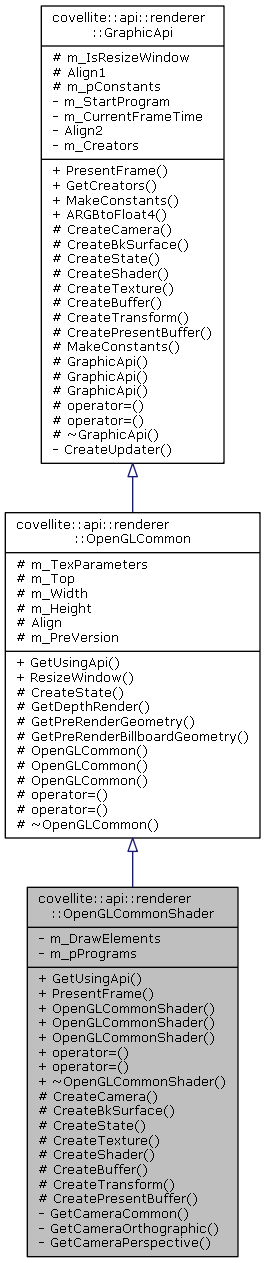 covellite::api::renderer
::GraphicApi
# m_IsResizeWindow
# Align1
# m_pConstants
- m_StartProgram
- m_CurrentFrameTime
- Align2
- m_Creators
+ PresentFrame()
+ GetCreators()
+ MakeConstants()
+ ARGBtoFloat4()
# CreateCamera()
# CreateBkSurface()
# CreateState()
# CreateShader()
# CreateTexture()
# CreateBuffer()
# CreateTransform()
# CreatePresentBuffer()
# MakeConstants()
# GraphicApi()
# GraphicApi()
# GraphicApi()
# operator=()
# operator=()
# ~GraphicApi()
- CreateUpdater()
covellite::api::renderer
::OpenGLCommon
# m_TexParameters
# m_Top
# m_Width
# m_Height
# Align
# m_PreVersion
+ GetUsingApi()
+ ResizeWindow()
# CreateState()
# GetDepthRender()
# GetPreRenderGeometry()
# GetPreRenderBillboardGeometry()
# OpenGLCommon()
# OpenGLCommon()
# OpenGLCommon()
# operator=()
# operator=()
# ~OpenGLCommon()
covellite::api::renderer
::OpenGLCommonShader
- m_DrawElements
- m_pPrograms
+ GetUsingApi()
+ PresentFrame()
+ OpenGLCommonShader()
+ OpenGLCommonShader()
+ OpenGLCommonShader()
+ operator=()
+ operator=()
+ ~OpenGLCommonShader()
# CreateCamera()
# CreateBkSurface()
# CreateState()
# CreateTexture()
# CreateShader()
# CreateBuffer()
# CreateTransform()
# CreatePresentBuffer()
- GetCameraCommon()
- GetCameraOrthographic()
- GetCameraPerspective()